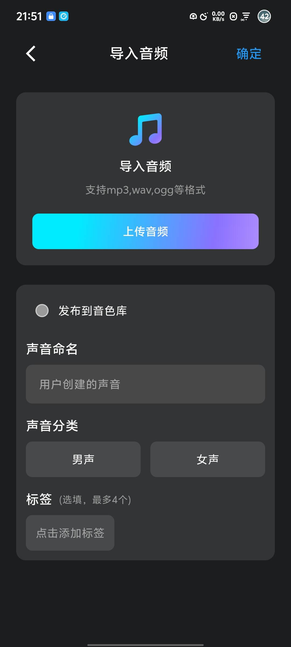 21:51
0.00
KB/s
42
导入音频
确定
导入音频
支持mp3,wav,ogg等格式
上传音频
发布到音色库
声音命名
用户创建的声音
声音分类
男声
女声
标签 (选填，最多4个)
点击添加标签